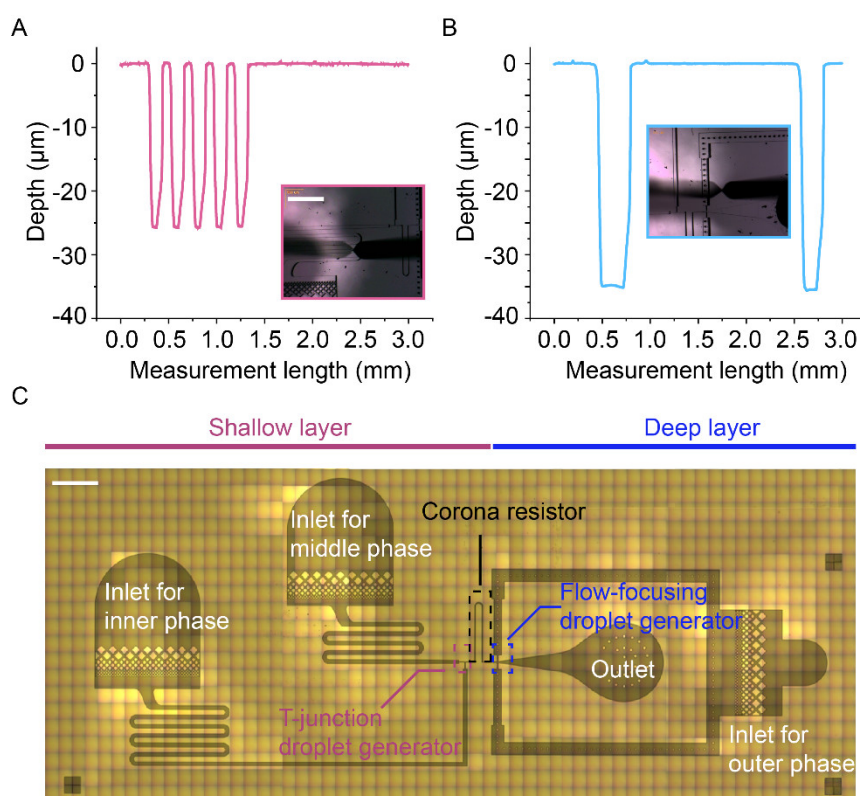 A
0
-10
-20
-30
-40
Depth (µm)
0.0 0.5 1.0 1.5 2.0 2.5 3.0
Measurement length (mm)
B
0
-10
-20
-30
-40
Depth (µm)
0.0 0.5 1.0 1.5 2.0 2.5 3.0
Measurement length (mm)
C
Shallow layer
Deep layer
Inlet for
middle phase
Corona resistor
Inlet for
inner phase
Flow-focusing
droplet generator
Outlet
T-junction
droplet generator
Inlet for
outer phase